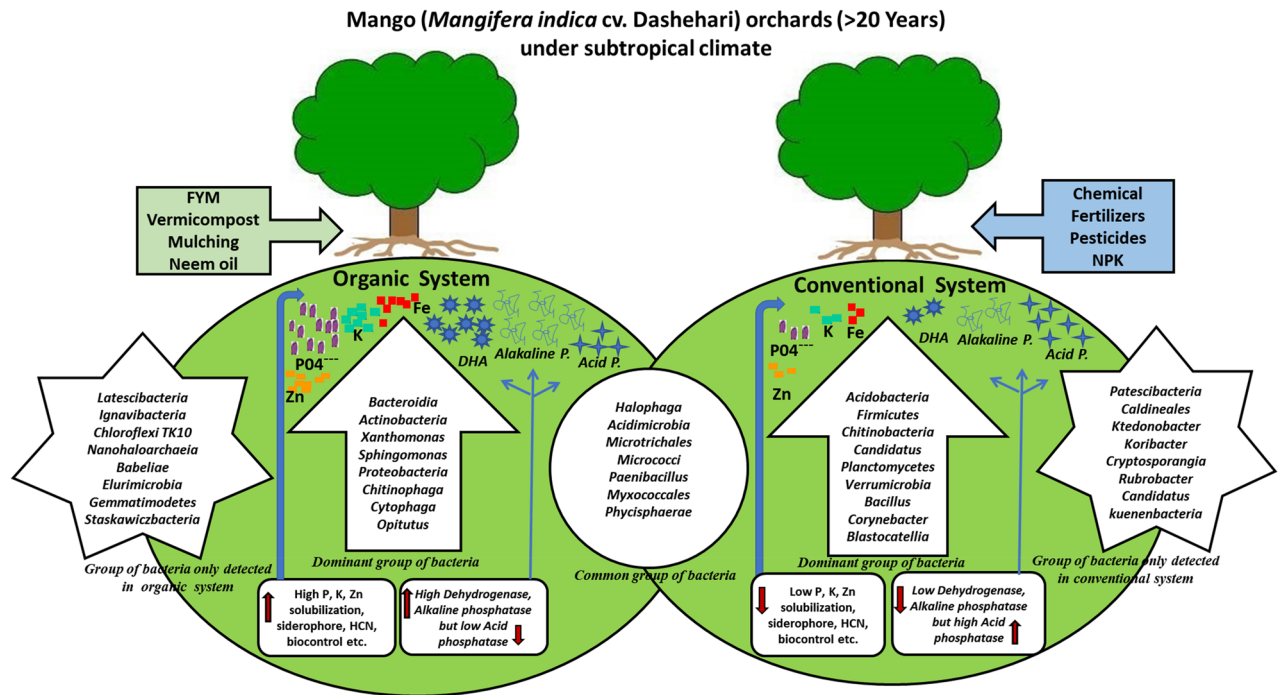 Mango (Mangifera indica cv. Dashehari) orchards (>20 Years)
under subtropical climate
FYM
Vermicompost
Mulching
Neem oil
Chemical
Fertilizers
Pesticides
NPK
Organic System
Fe
K
P04---
Zn
DHA
Alakaline P.
Acid P.
Latescibacteria
Ignavibacteria
Chloroflexi TK10
Nanohaloarchaeia
Babeliae
Elurimicrobia
Gemmatimodetes
Staskawiczbacteria
Group of bacteria only detected
in organic system
Bacteroidia
Actinobacteria
Xanthomonas
Sphingomonas
Proteobacteria
Chitinophaga
Cytophaga
Opitutus
Dominant group of bacteria
High P, K, Zn
solubilization,
siderophore, HCN,
biocontrol etc.
High Dehydrogenase,
Alkaline phosphatase
but low Acid
phosphatase
Halophaga
Acidimicrobia
Microtrichales
Micrococci
Paenibacillus
Myxococcales
Phycisphaerae
Common group of bacteria
Conventional System
Fe
K
P04---
Zn
DHA
Alakaline P.
Acid P.
Acidobacteria
Firmicutes
Chitinobacteria
Candidatus
Planctomycetes
Verrumicrobia
Bacillus
Corynebacter
Blastocatellia
Dominant group of bacteria
Low P, K, Zn
solubilization,
siderophore, HCN,
biocontrol etc.
Low Dehydrogenase,
Alkaline phosphatase
but high Acid
phosphatase
Patescibacteria
Caldineales
Ktedonobacter
Koribacter
Cryptosporangia
Rubrobacter
Candidatus
kuenenbacteria
Group of bacteria only detected
in conventional system